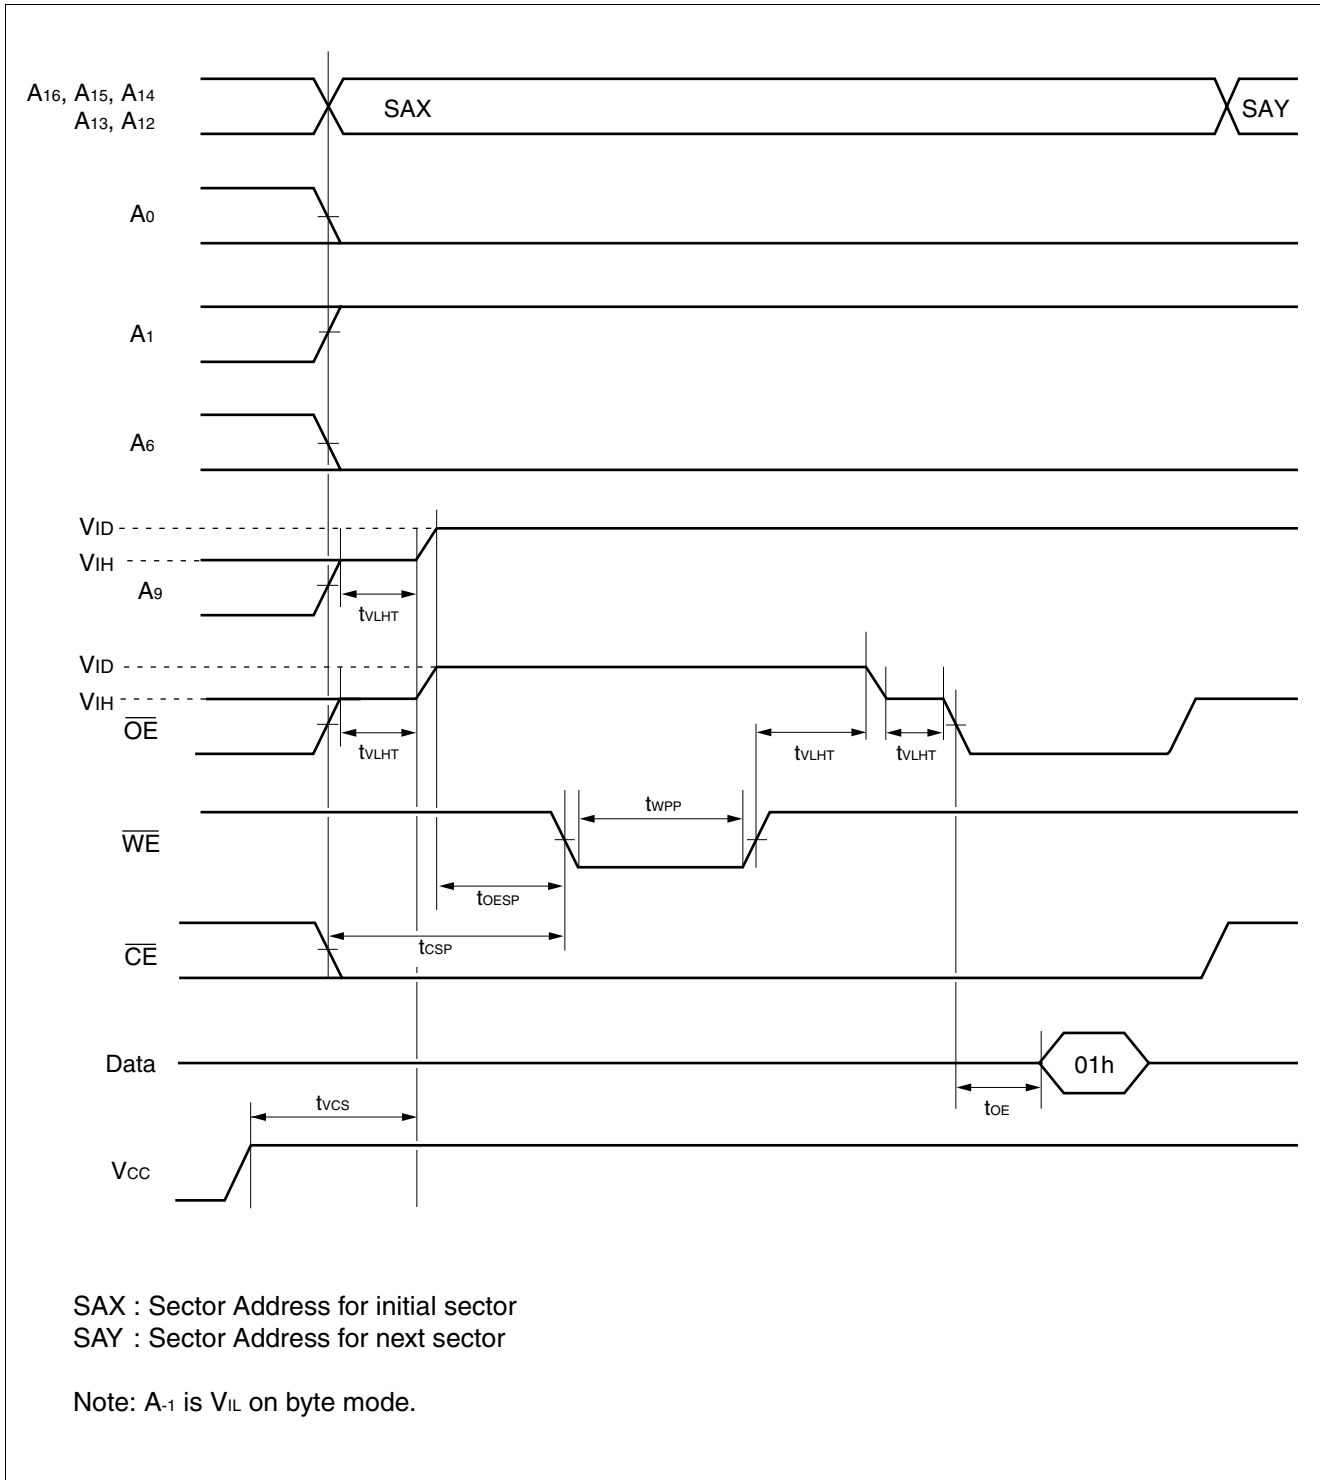 A16, A15, A14
A13, A12
SAX
SAY
A0
A1
A6
VID
VIH
A9
tVLHT
VID
VIH
OE
tVLHT
tVLHT
tVLHT
tWPP
WE
tOESP
tCSP
CE
Data
01h
tOE
tVCS
VCC
SAX : Sector Address for initial sector
SAY : Sector Address for next sector
Note: A-1 is VIL on byte mode.